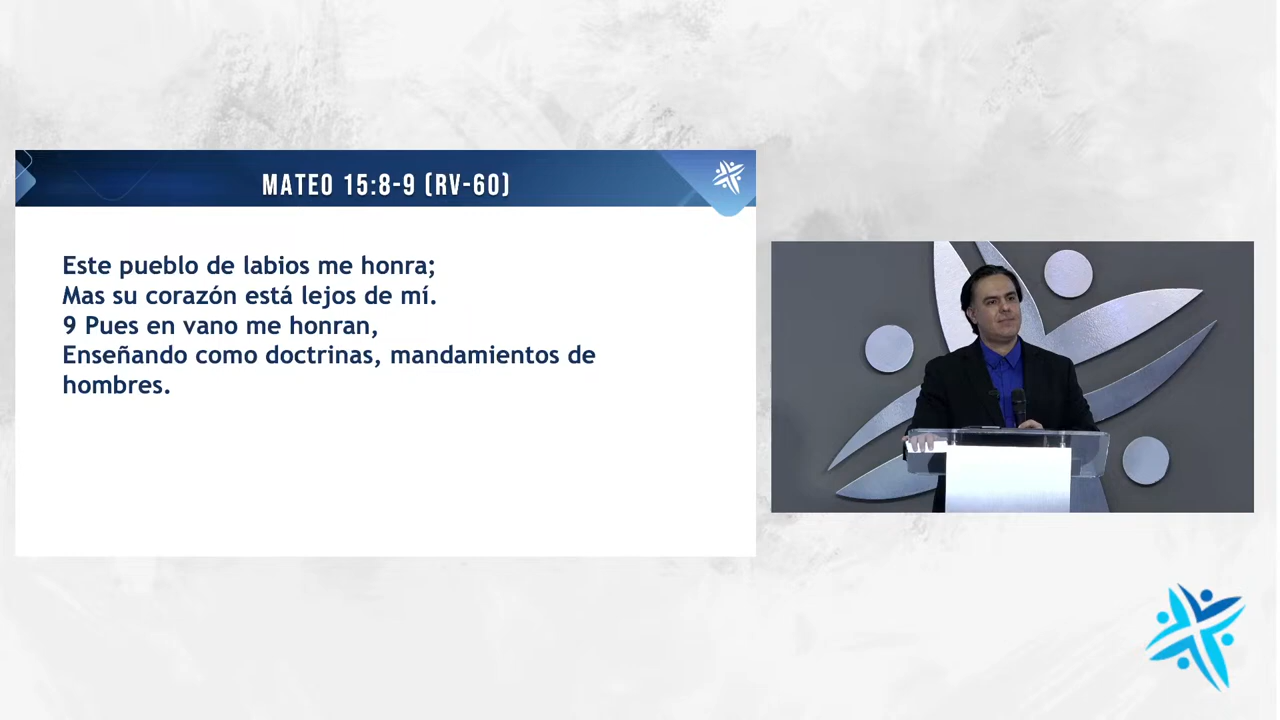 MATEO 15:8-9 (RV-60)
Este pueblo de labios me honra;
Mas su corazón está lejos de mí.
9 Pues en vano me honran,
Enseñando como doctrinas, mandamientos de
hombres.